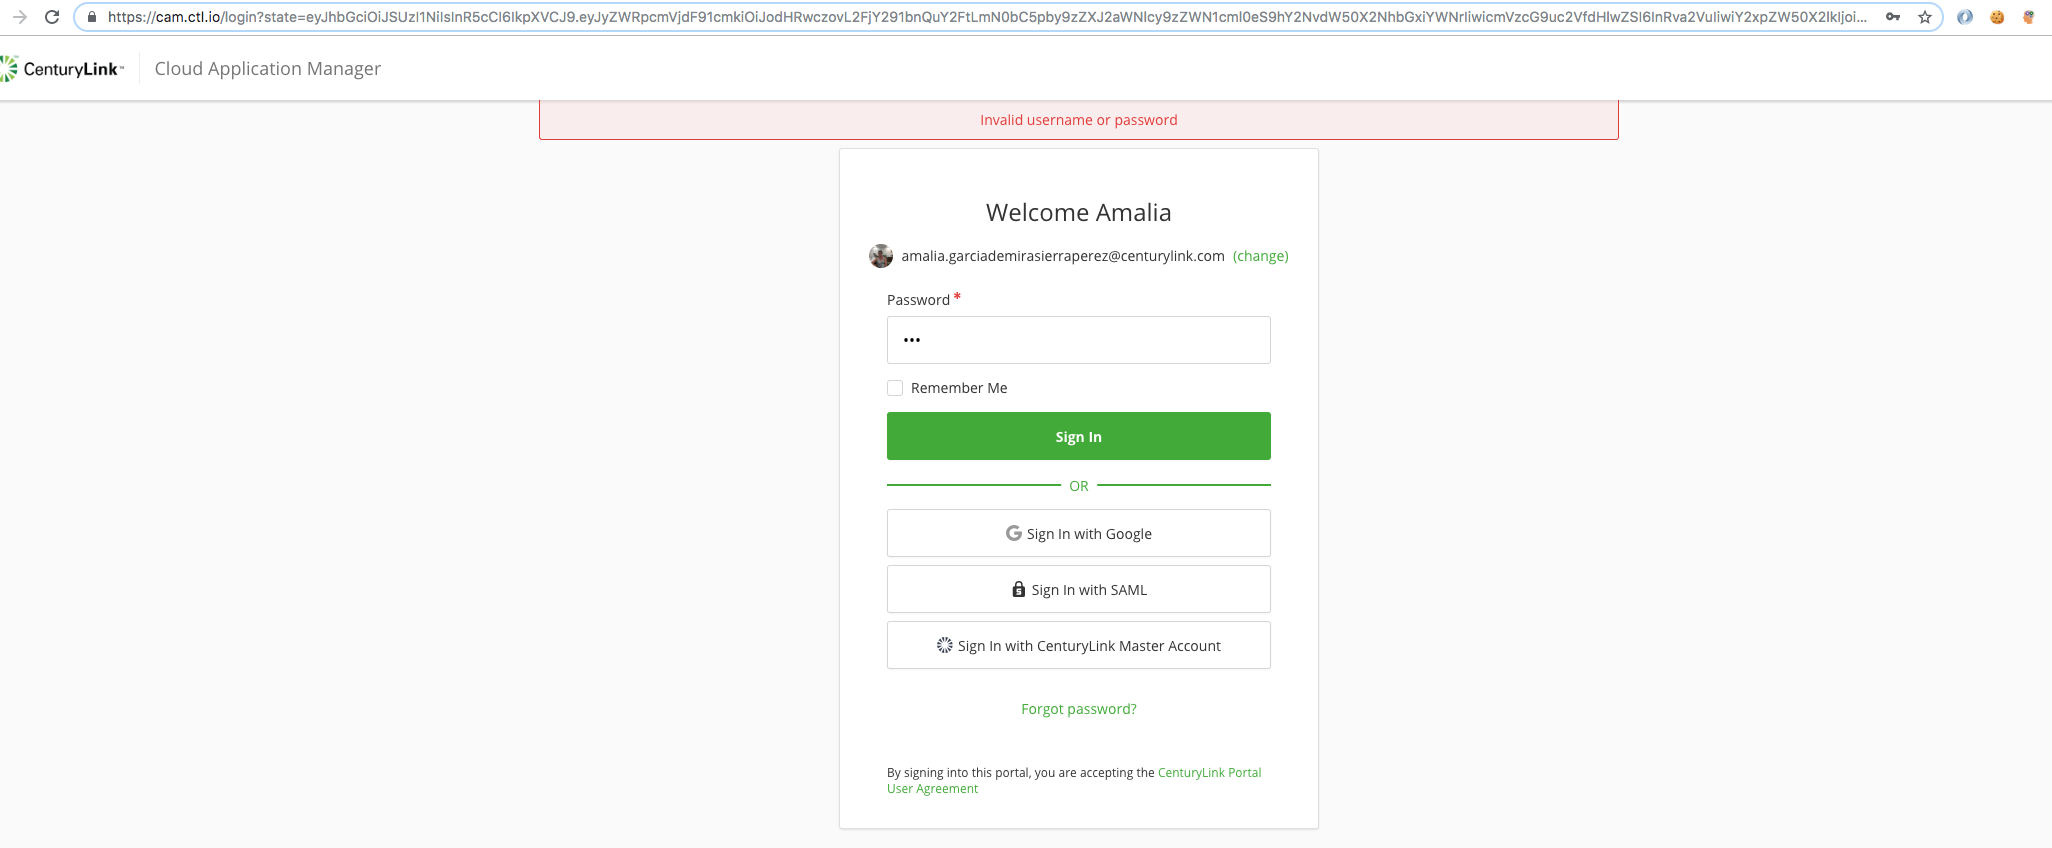 https://cam.ctl.io/login?state=eyJhbGciOiJSUzI1NiIsInR5cCI6IkpXVCJ9.eyJyZWRpcmVjdF91cmkiOiJodHRwczovL2FjY291bnQuY2FtLmN0bC5pby9zZXJ2aWNlcy9zZWN1cml0eS9hY2NvdW50X2NhbGxiYWNrIiwicmVzcG9uc2VfdHlwZSI6InRva2VuIiwiY2xpZW50X2lkIjoi...
CenturyLink™
Cloud Application Manager
Invalid username or password
Welcome Amalia
amalia.garciademirasierraperez@centurylink.com (change)
Password *
Remember Me
Sign In
OR
Sign In with Google
Sign In with SAML
Sign In with CenturyLink Master Account
Forgot password?
By signing into this portal, you are accepting the CenturyLink Portal
User Agreement